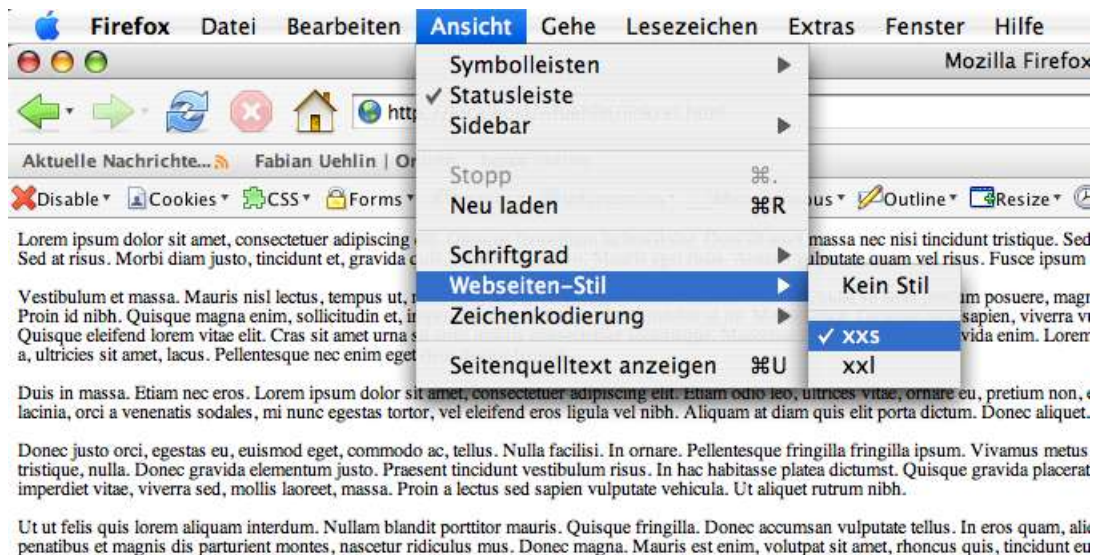 Firefox Datei Bearbeiten Ansicht Gehe Lesezeichen Extras Fenster Hilfe
Mozilla Firefox
Symbolleisten
✓ Statusleiste
Sidebar
Stopp ⌘.
Neu laden ⌘R
Schriftgrad
Webseiten-Stil
Zeichenkodierung
Seitenquelltext anzeigen ⌘U
Kein Stil
✓ xxs
xxl
http
Aktuelle Nachrichte... Fabian Uehlin | Or
Disable Cookies CSS Forms Outline Resize
Lorem ipsum dolor sit amet, consectetuer adipiscing massa nec nisi tincidunt tristique. Sed
Sed at risus. Morbi diam justo, tincidunt et, gravida vulputate quam vel risus. Fusce ipsum
Vestibulum et massa. Mauris nisl lectus, tempus ut, posuere, magn
Proin id nibh. Quisque magna enim, sollicitudin et, sapien, viverra vu
Quisque eleifend lorem vitae elit. Cras sit amet urna enim. Lorem
a, ultricies sit amet, lacus. Pellentesque nec enim eget
Duis in massa. Etiam nec eros. Lorem ipsum dolor sit amet, consectetuer adipiscing elit. Etiam odio leo, ultrices vitae, ornare eu, pretium non,
lacinia, orci a venenatis sodales, mi nunc egestas tortor, vel eleifend eros ligula vel nibh. Aliquam at diam quis elit porta dictum. Donec aliquet.
Donec justo orci, egestas eu, euismod eget, commodo ac, tellus. Nulla facilisi. In ornare. Pellentesque fringilla fringilla ipsum. Vivamus metus
tristique, nulla. Donec gravida elementum justo. Praesent tincidunt vestibulum risus. In hac habitasse platea dictumst. Quisque gravida placerat
imperdiet vitae, viverra sed, mollis laoreet, massa. Proin a lectus sed sapien vulputate vehicula. Ut aliquet rutrum nibh.
Ut ut felis quis lorem aliquam interdum. Nullam blandit porttitor mauris. Quisque fringilla. Donec accumsan vulputate tellus. In eros quam, alic
penatibus et magnis dis parturient montes, nascetur ridiculus mus. Donec magna. Mauris est enim, volutpat sit amet, rhoncus quis, tincidunt eu